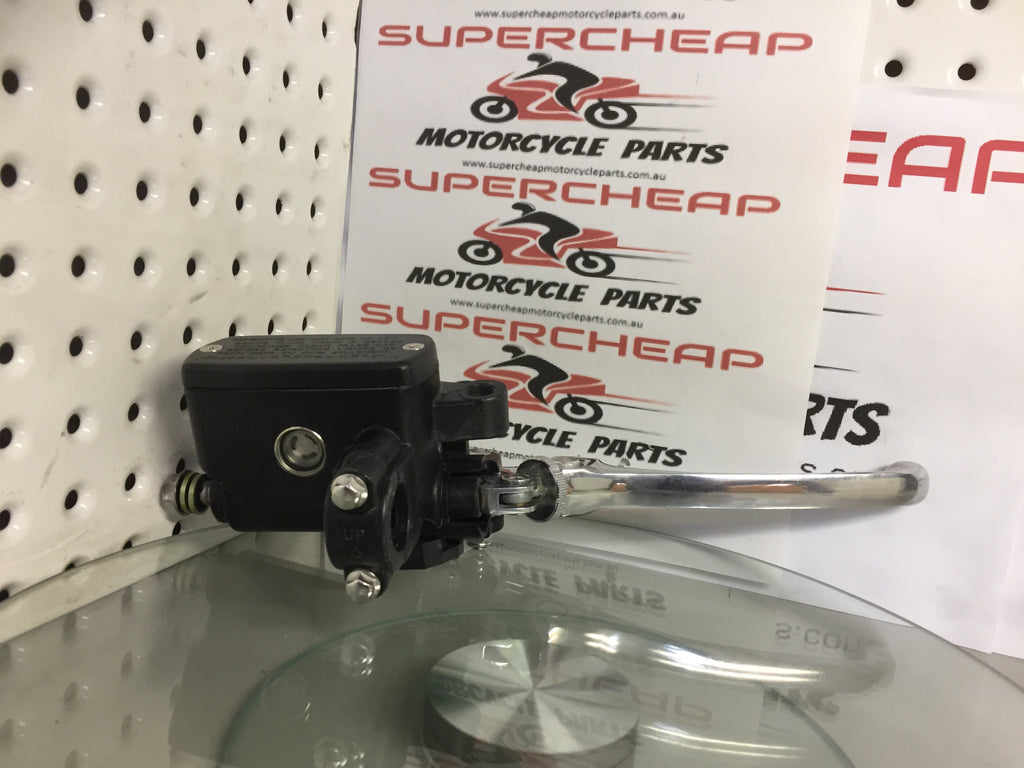 www.supercheapmotorcycleparts.com.au
SUPERCHEAP
MOTORCYCLE PARTS
www.supercheapmotorcycleparts.com.au
SUPERCHEAP
MOTORCYCLE PARTS
www.supercheapmotorcycleparts.com.au
SUPERCHEAP
CYCLE PARTS
EAP
RTS
UP